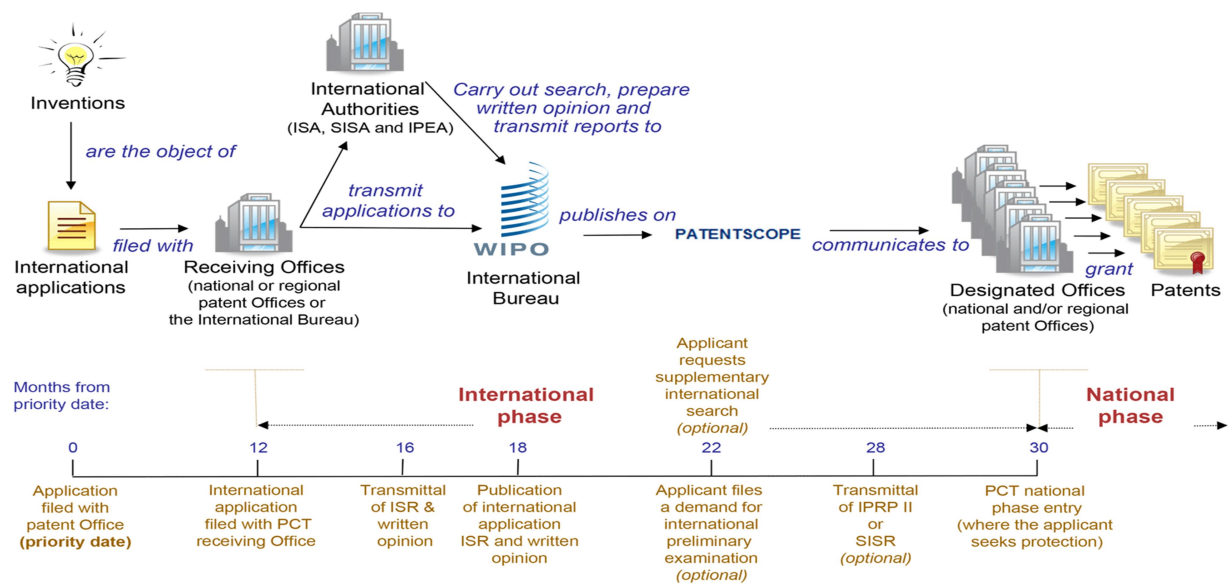 Inventions
are the object of
International
applications
filed with
Receiving Offices
(national or regional
patent Offices or
the International Bureau)
International
Authorities
(ISA, SISA and IPEA)
transmit
applications to
Carry out search, prepare
written opinion and
transmit reports to
WIPO
International
Bureau
publishes on
PATENTSCOPE
communicates to
Designated Offices
(national and/or regional
patent Offices)
grant
Patents
Months from
priority date:
International
phase
Applicant
requests
supplementary
international
search
(optional)
National
phase
0
12
16
18
22
28
30
Application
filed with
patent Office
(priority date)
International
application
filed with PCT
receiving Office
Transmittal
of ISR &
written
opinion
Publication
of international
application
ISR and written
opinion
Applicant files
a demand for
international
preliminary
examination
(optional)
Transmittal
of IPRP II
or
SISR
(optional)
PCT national
phase entry
(where the applicant
seeks protection)